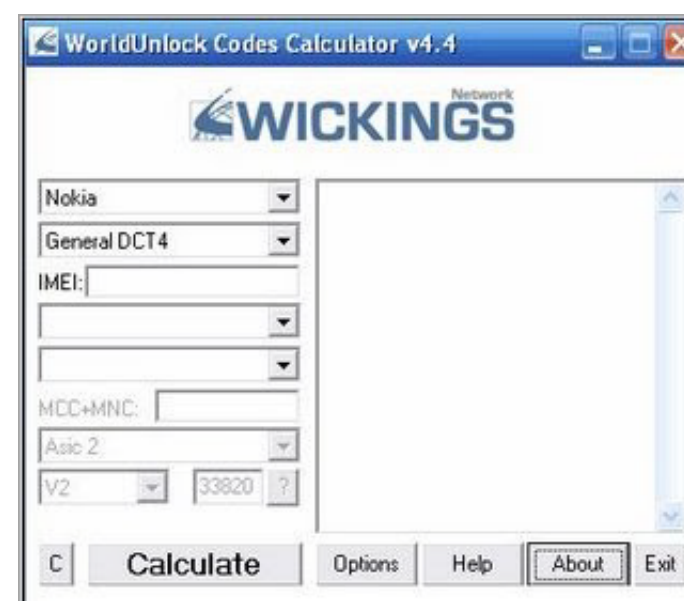 WorldUnlock Codes Calculator v4.4
Network
WICKINGS
Nokia
General DCT4
IMEI:
MCC+MNC:
Asic 2
V2 33820 ?
C Calculate Options Help About Exit